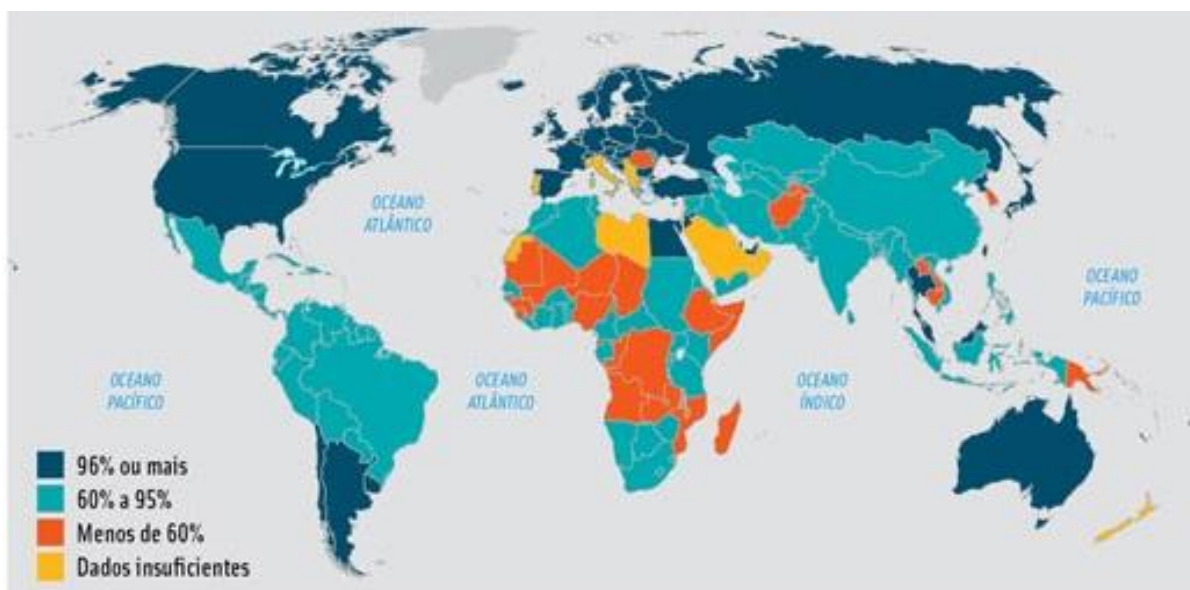 OCEANO
ATLÂNTICO
OCEANO
PACÍFICO
OCEANO
PACÍFICO
OCEANO
ATLÂNTICO
OCEANO
ÍNDICO
96% ou mais
60% a 95%
Menos de 60%
Dados insuficientes